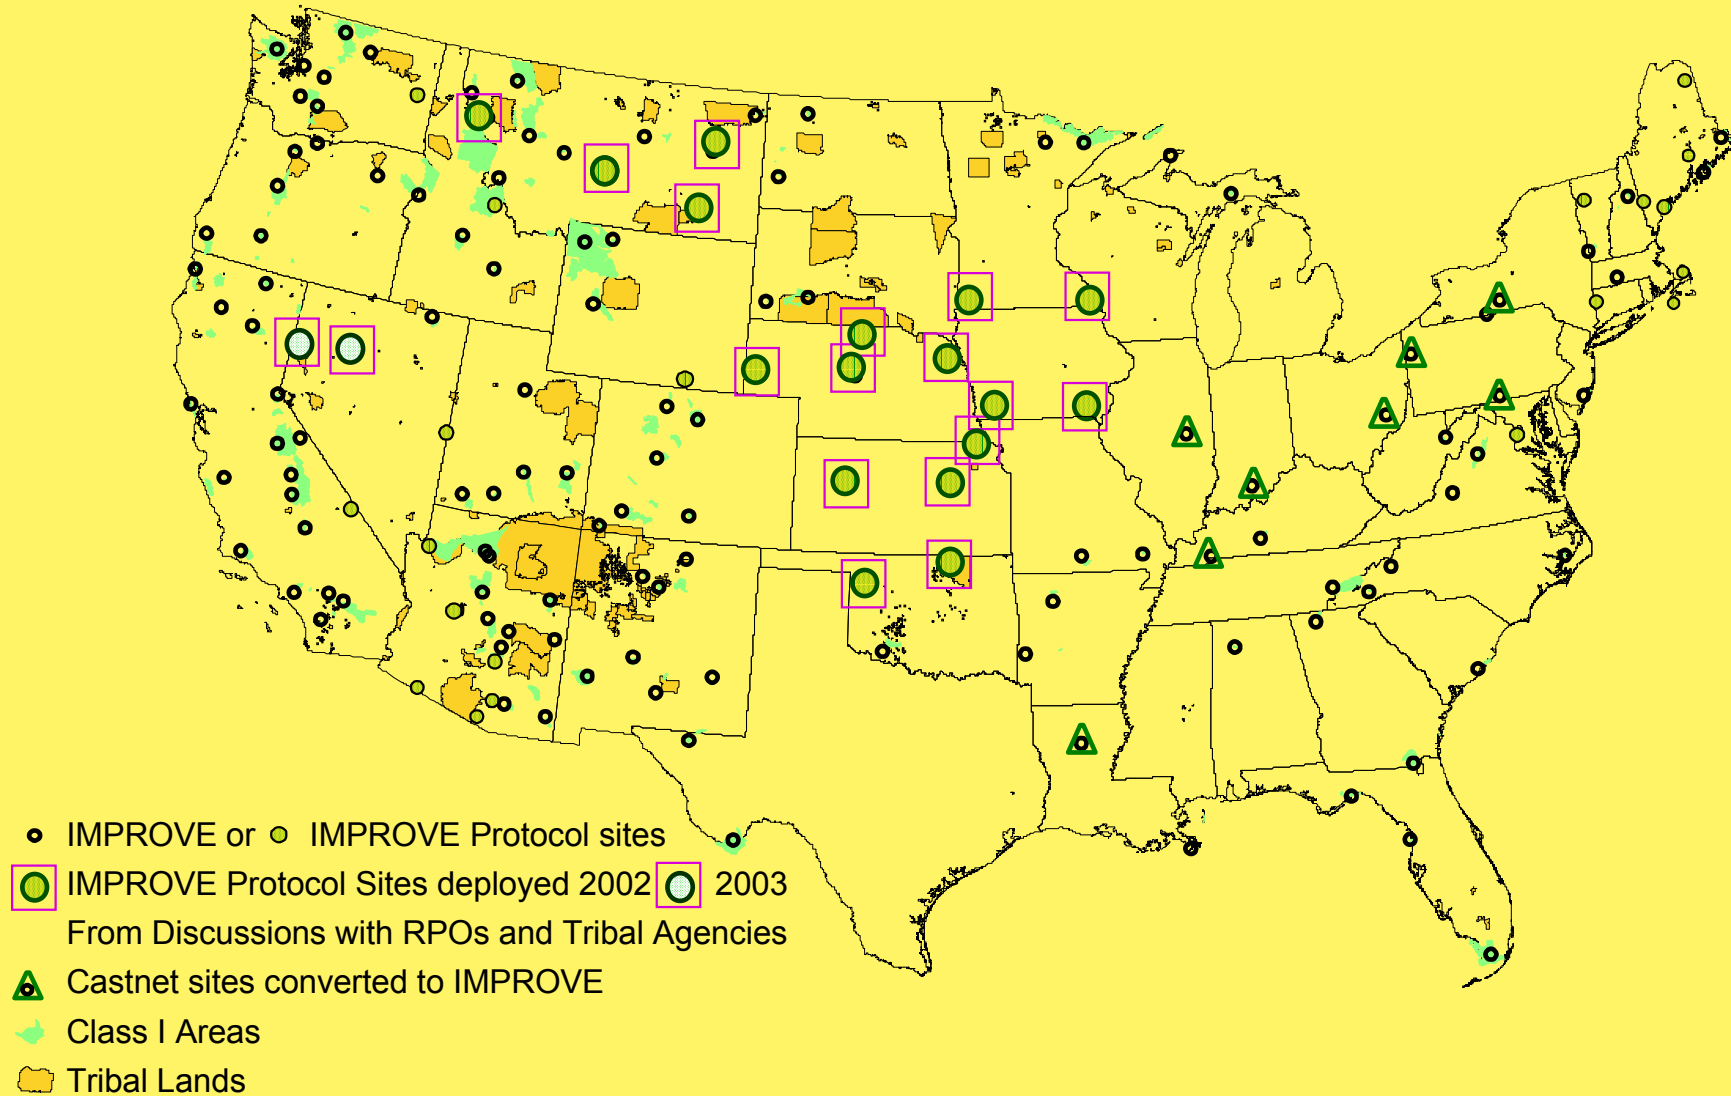 IMPROVE or IMPROVE Protocol sites
IMPROVE Protocol Sites deployed 2002 2003
From Discussions with RPOs and Tribal Agencies
Castnet sites converted to IMPROVE
Class I Areas
Tribal Lands